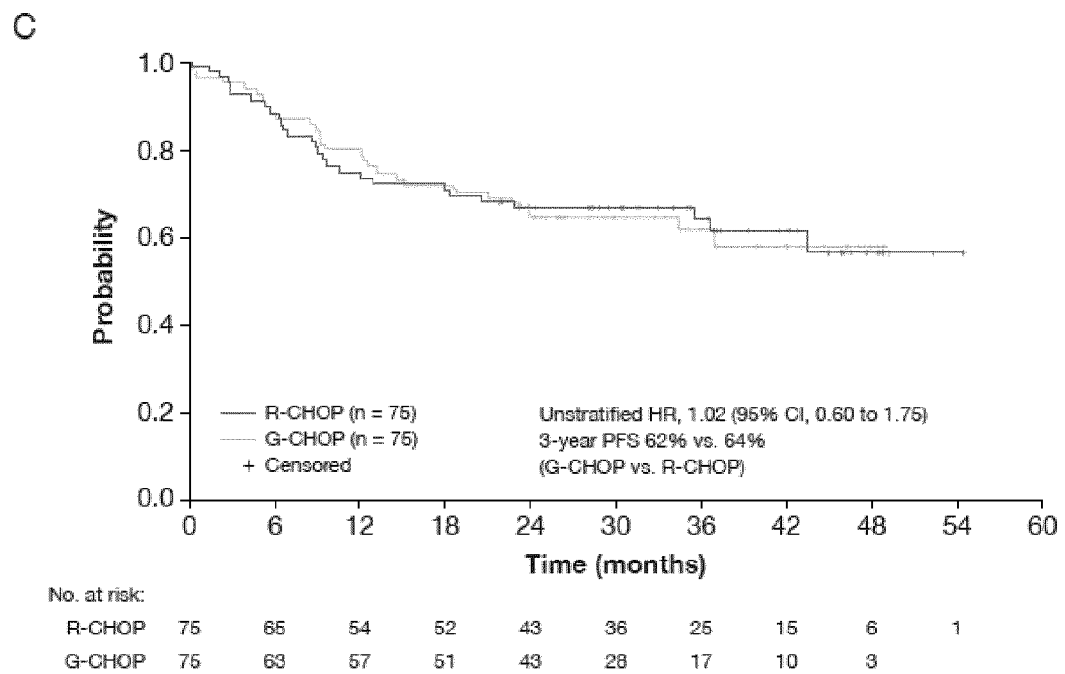 C
1.0
0.8
0.6
0.4
0.2
0.0
Probability
R-CHOP (n = 75)
G-CHOP (n = 75)
+ Censored
Unstratified HR, 1.02 (95% CI, 0.60 to 1.75)
3-year PFS 62% vs. 64%
(G-CHOP vs. R-CHOP)
0 6 12 18 24 30 36 42 48 54 60
Time (months)
No. at risk:
R-CHOP 75 65 54 52 43 36 25 15 6 1
G-CHOP 75 63 57 51 43 28 17 10 3